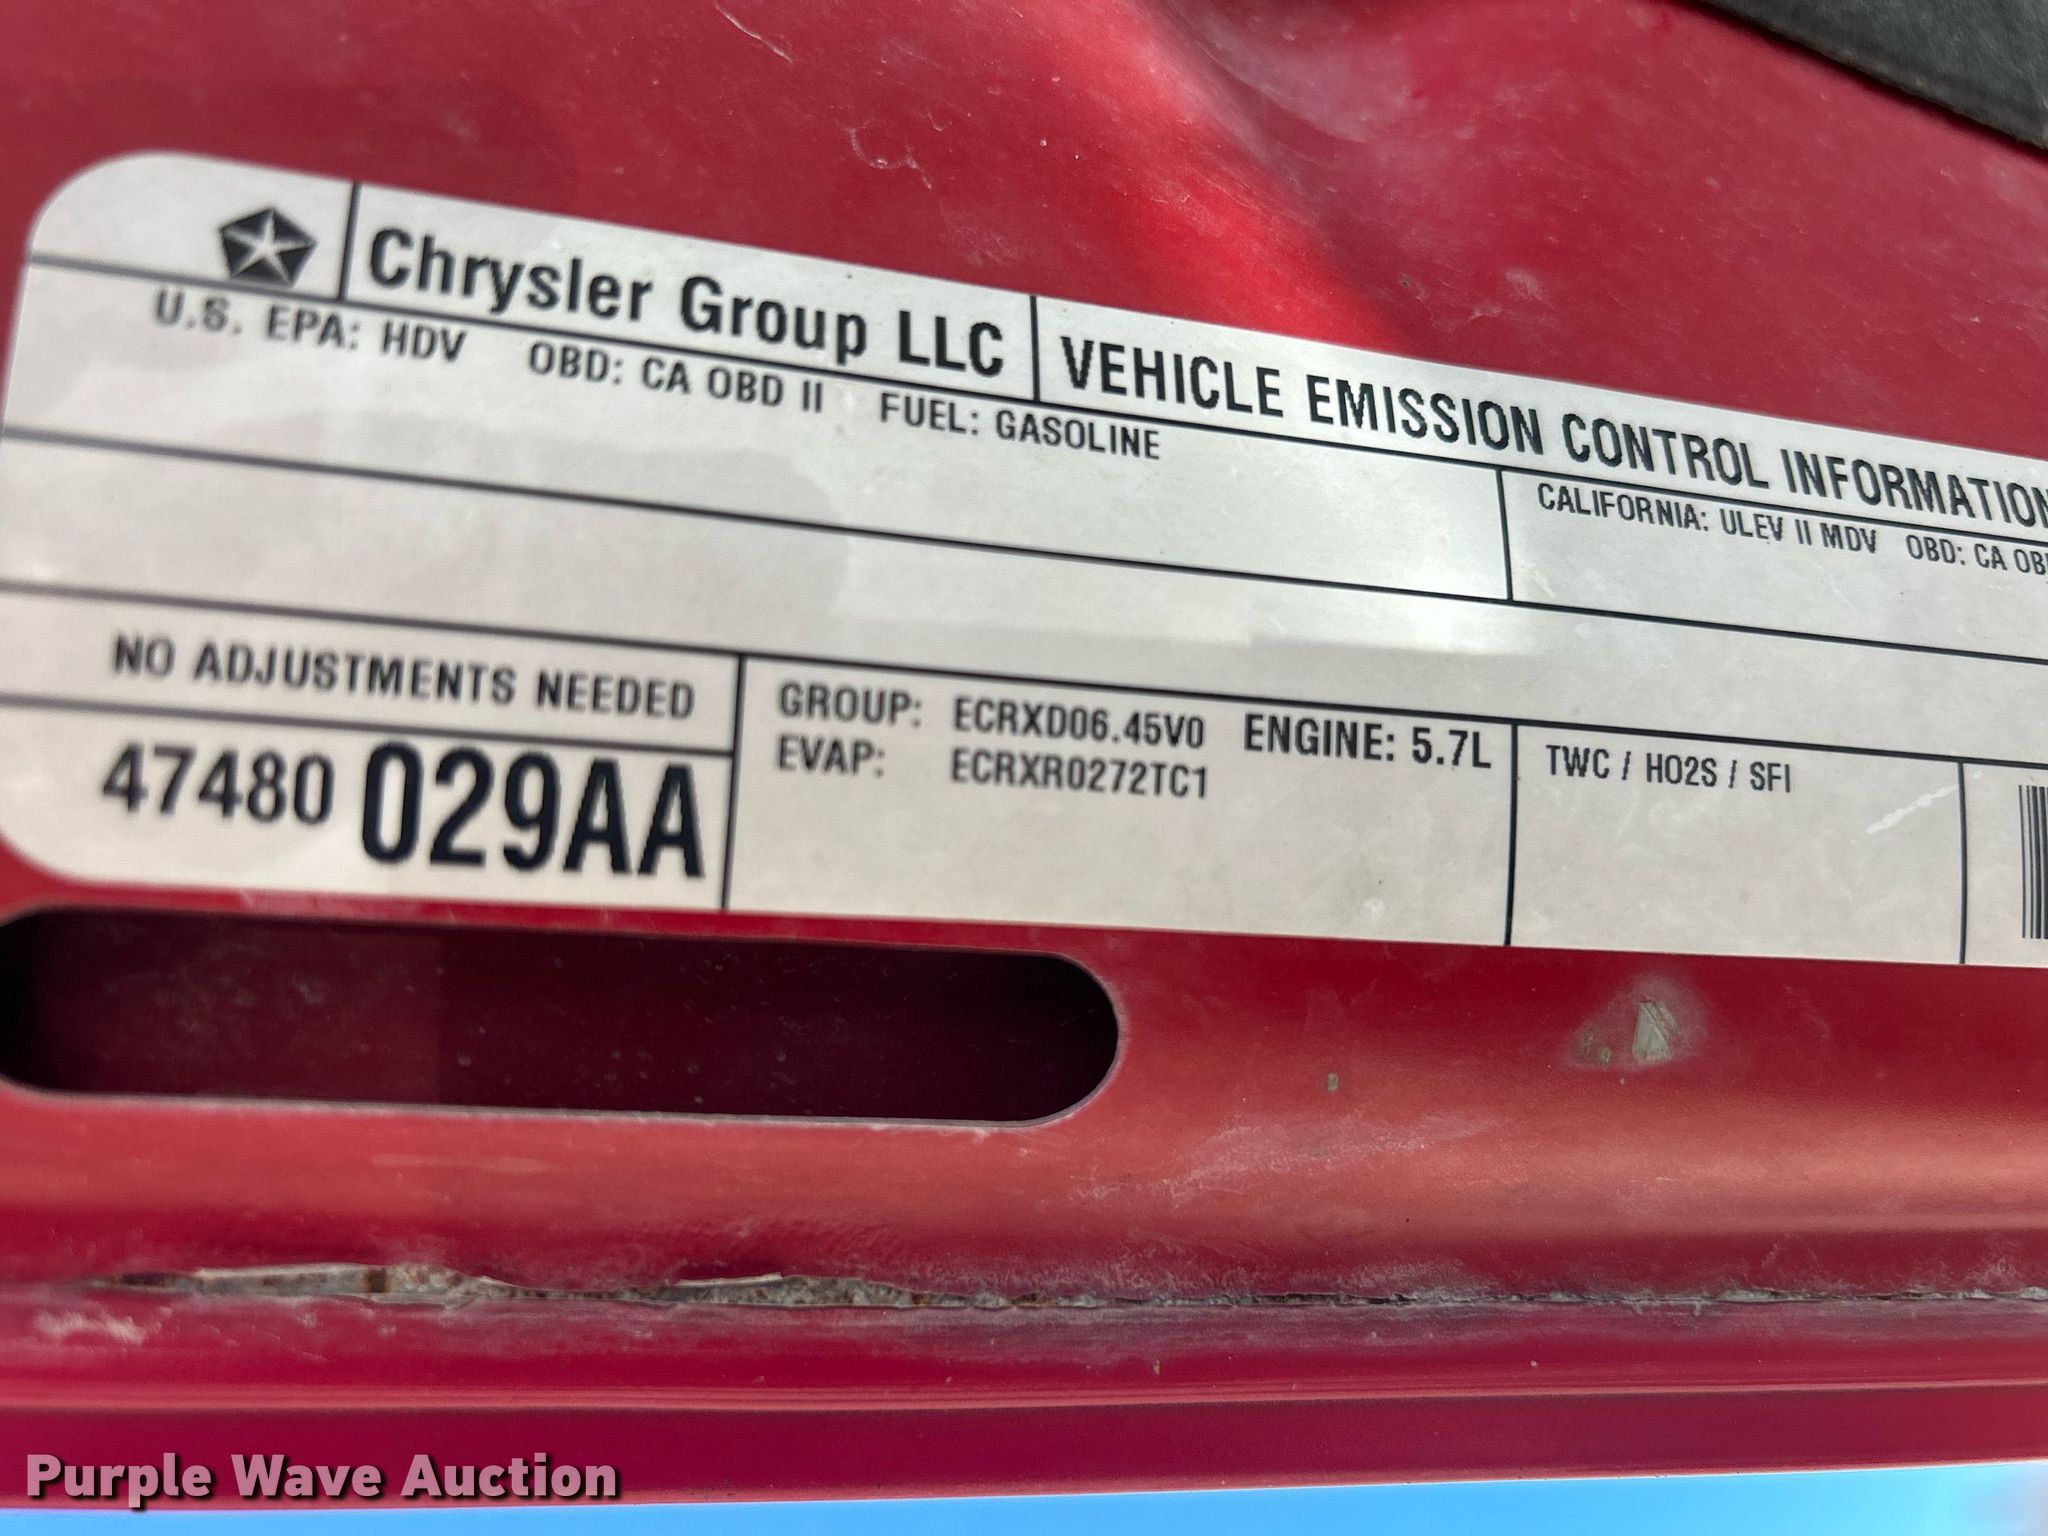 Chrysler Group LLC VEHICLE EMISSION CONTROL INFORMATION
U.S. EPA: HDV OBD: CA OBD II FUEL: GASOLINE
CALIFORNIA: ULEV II MDV OBD: CA OB
NO ADJUSTMENTS NEEDED
47480 029AA
GROUP: ECRXD06.45V0 ENGINE: 5.7L
EVAP: ECRXR0272TC1
TWC / HO2S / SFI
Purple Wave Auction